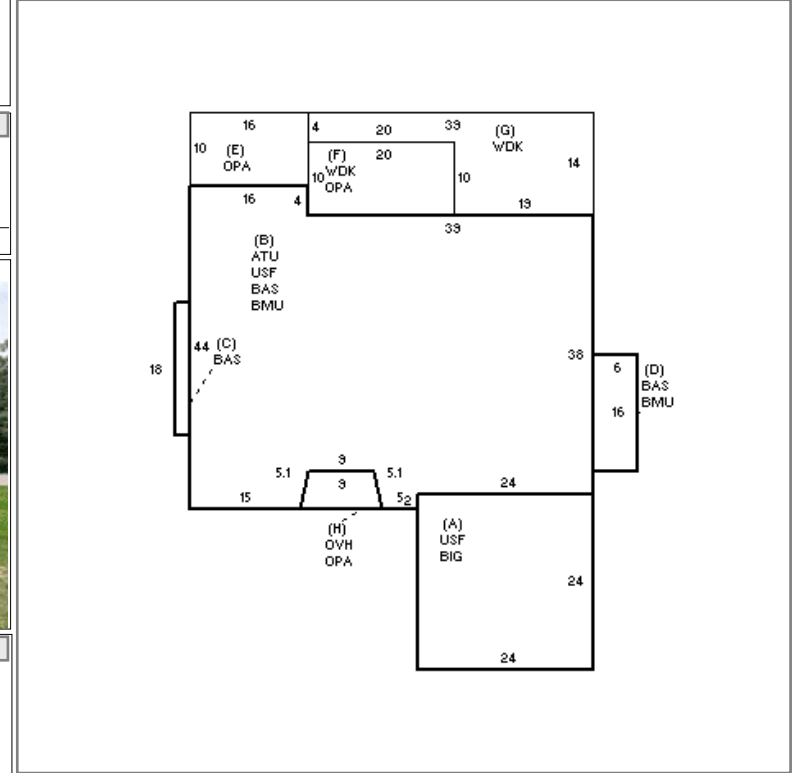 16
4
20
39
(G)
WDK
10
(E)
OPA
20
(F)
WDK
OPA
10
10
14
16
4
19
39
(B)
ATU
USF
BAS
BMU
44
(C)
BAS
18
38
6
(D)
BAS
BMU
16
9
5.1
5.1
9
24
15
5
2
(H)
OVH
OPA
(A)
USF
BIG
24
24